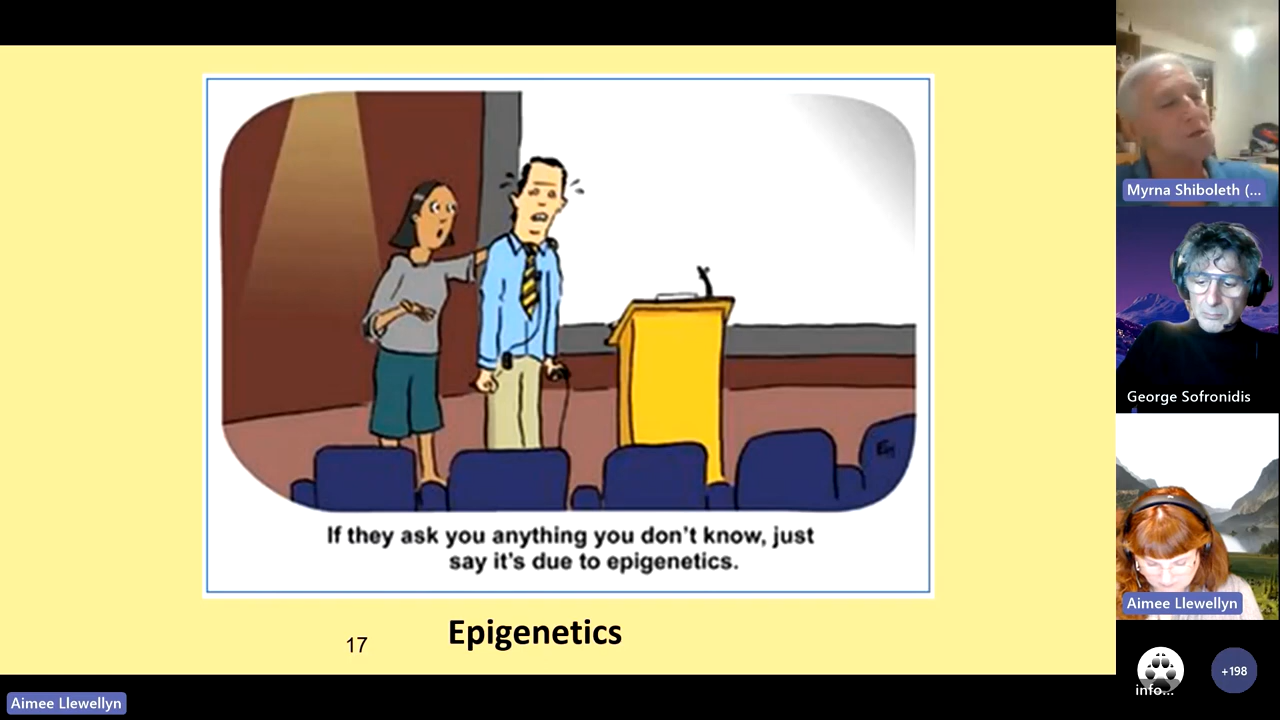 If they ask you anything you don't know, just
say it's due to epigenetics.
17
Epigenetics
Aimee Llewellyn
Myrna Shiboleth (...
George Sofronidis
Aimee Llewellyn
info...
+198